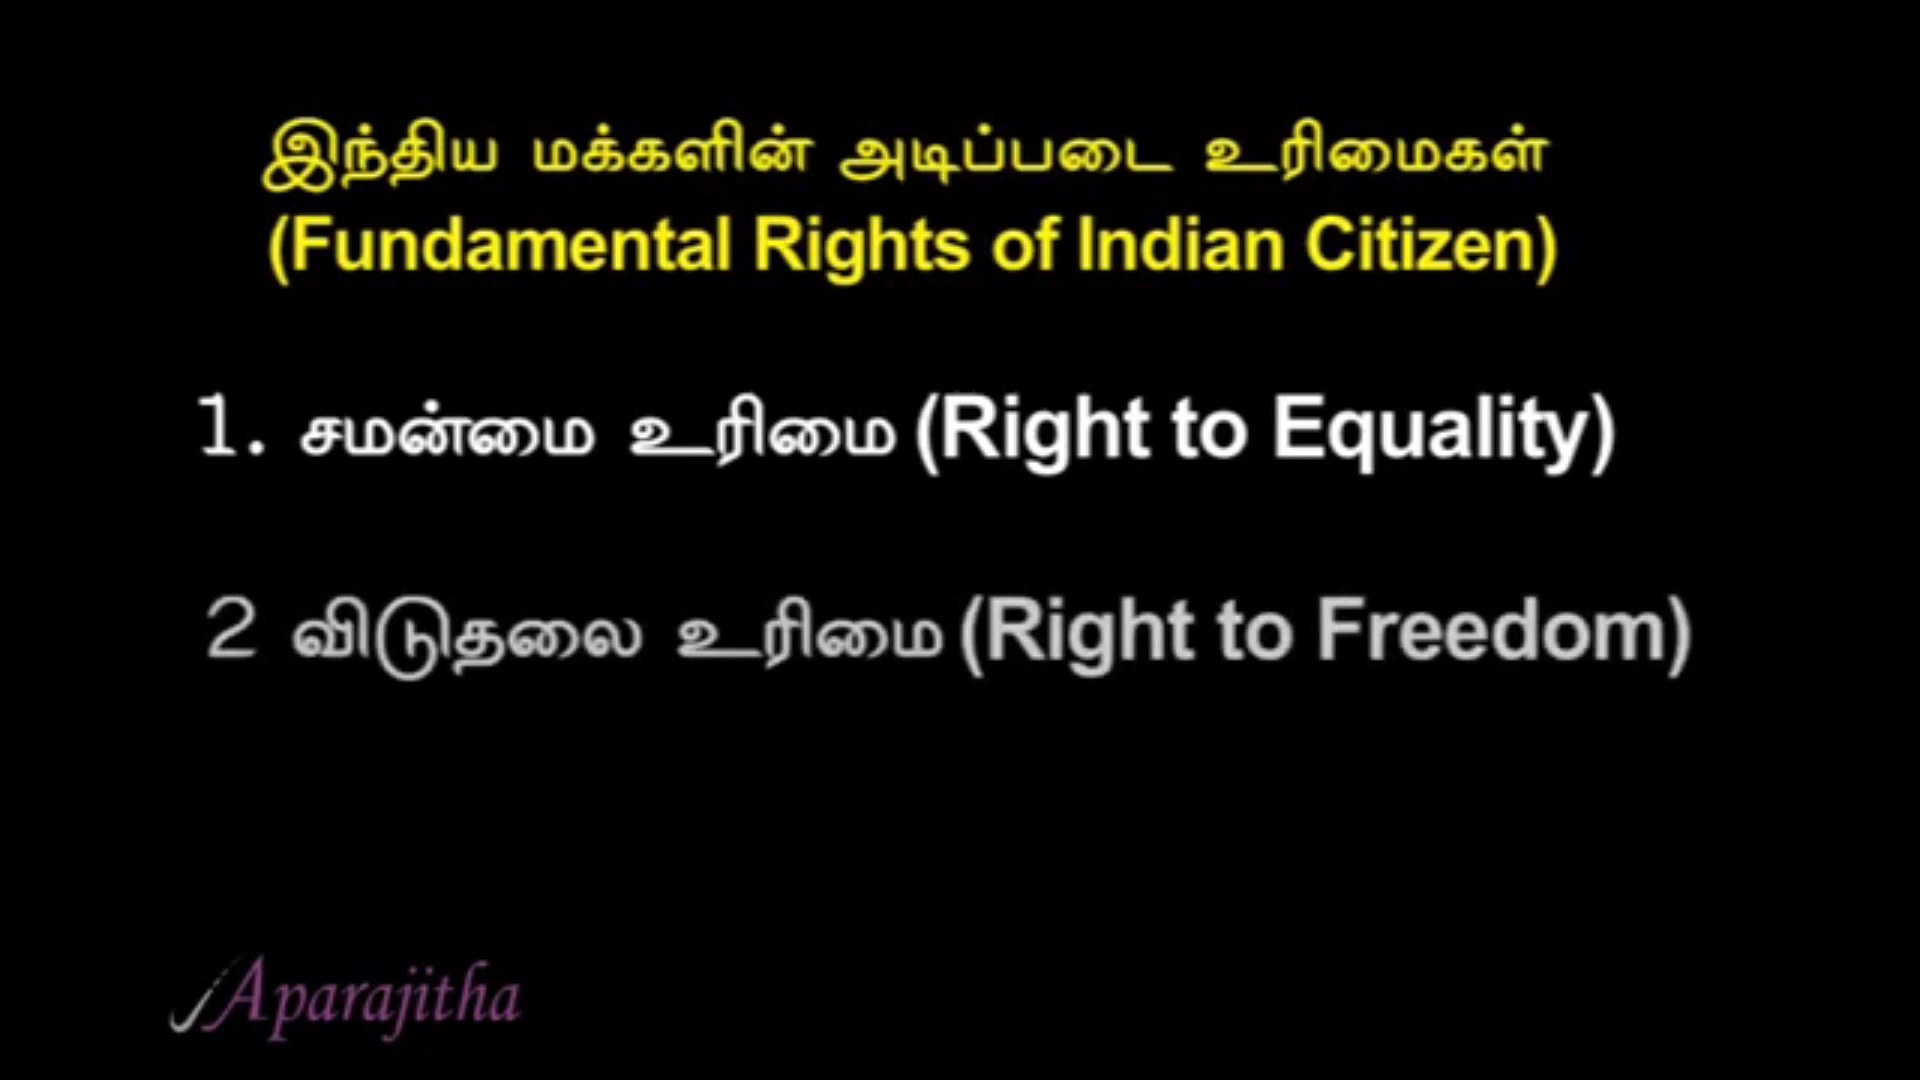 இந்திய மக்களின் அடிப்படை உரிமைகள்
(Fundamental Rights of Indian Citizen)
1. சமன்மை உரிமை (Right to Equality)
2 விடுதலை உரிமை (Right to Freedom)
Aparajitha